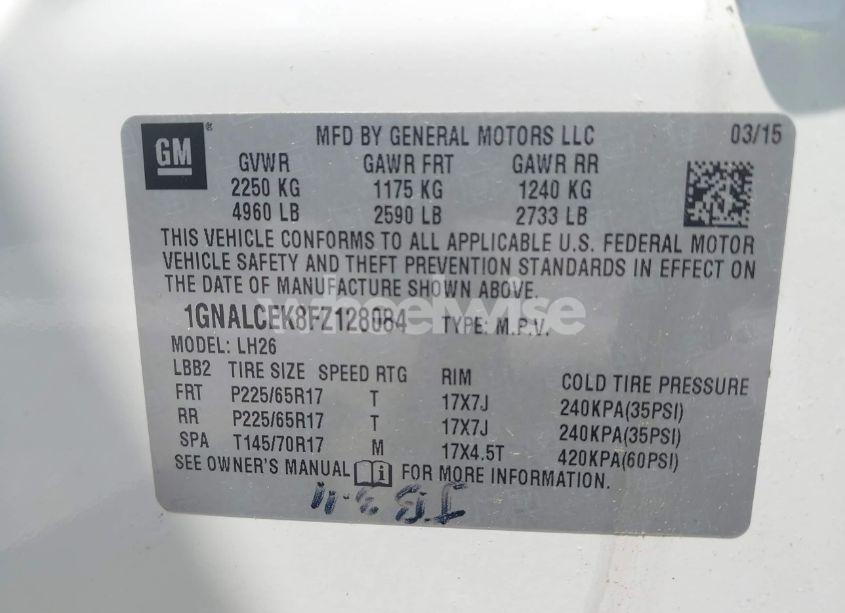 GM® MFD BY GENERAL MOTORS LLC 03/15
GVWR GAWR FRT GAWR RR
2250 KG 1175 KG 1240 KG
4960 LB 2590 LB 2733 LB
THIS VEHICLE CONFORMS TO ALL APPLICABLE U.S. FEDERAL MOTOR
VEHICLE SAFETY AND THEFT PREVENTION STANDARDS IN EFFECT ON
THE DATE OF MANUFACTURE SHOWN ABOVE.
wheelwise
1GNALCEK8FZ128084 TYPE: M.P.V.
MODEL: LH26
LBB2 TIRE SIZE SPEED RTG RIM COLD TIRE PRESSURE
FRT P225/65R17 T 17X7J 240KPA(35PSI)
RR P225/65R17 T 17X7J 240KPA(35PSI)
SPA T145/70R17 M 17X4.5T 420KPA(60PSI)
SEE OWNER'S MANUAL i FOR MORE INFORMATION.